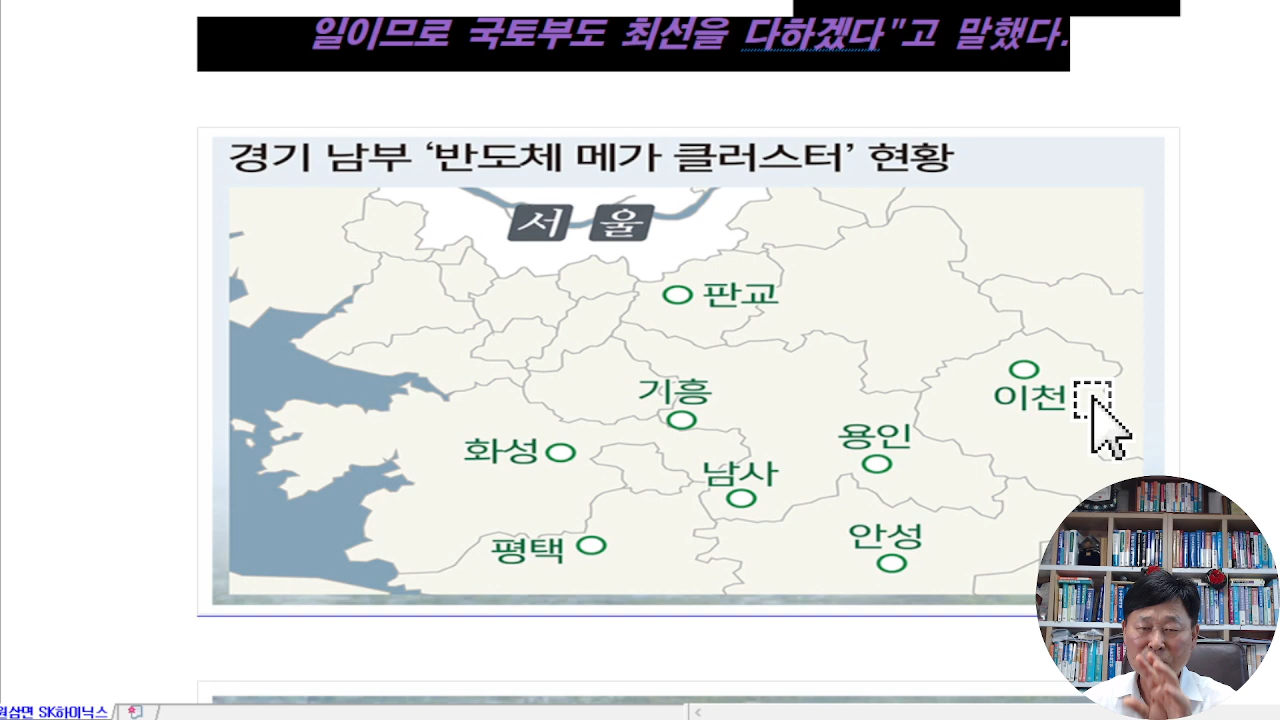 일이므로 국토부도 최선을 다하겠다"고 말했다.
경기 남부 ‘반도체 메가 클러스터’ 현황
서 울
판교
이천
기흥
용인
화성
남사
안성
평택
원삼면 SK하이닉스